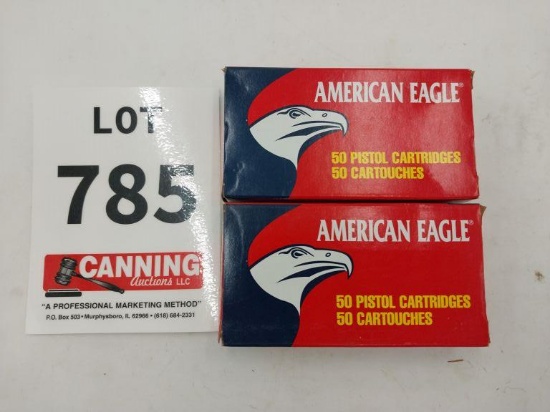 LOT
785
CANNING
Auctions LLC
"A PROFESSIONAL MARKETING METHOD"
P.O. Box 503 • Murphysboro, IL 62966 • (618) 684-2331
AMERICAN EAGLE®
50 PISTOL CARTRIDGES
50 CARTOUCHES
AMERICAN EAGLE®
50 PISTOL CARTRIDGES
50 CARTOUCHES